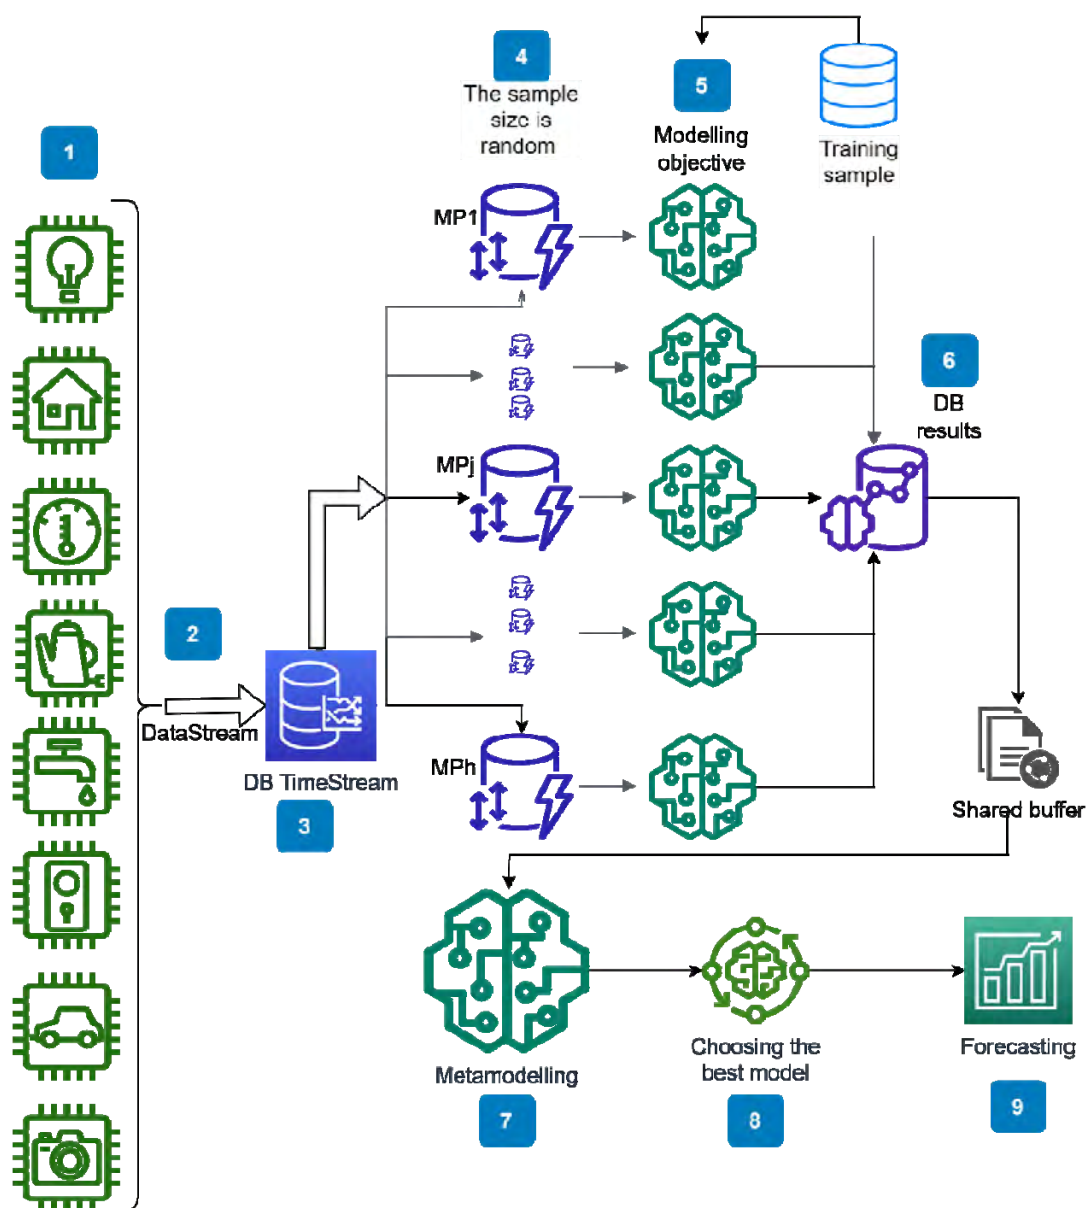 4
The sample
size is
random
5
Modelling
objective
Training
sample
1
MP1
6
DB
results
MPj
2
DataStream
DB TimeStream
3
MPh
Shared buffer
Metamodelling
7
Choosing the
best model
8
Forecasting
9